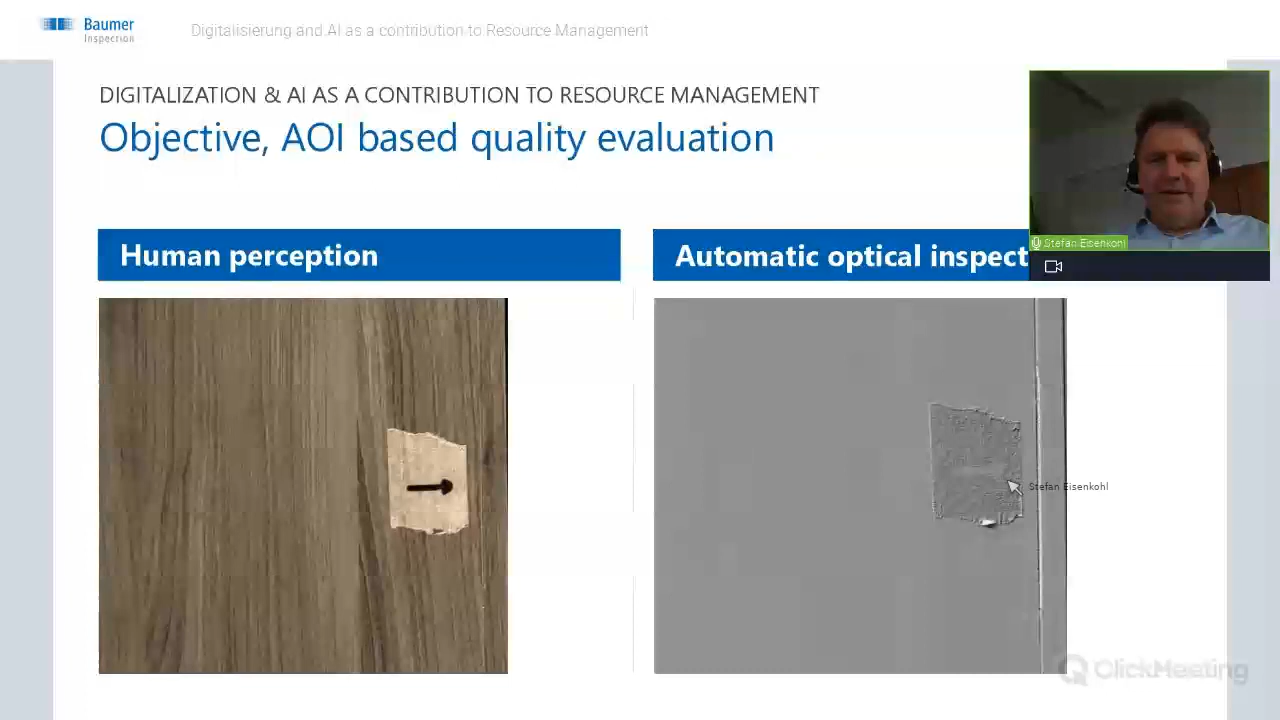 Baumer
Inspection
Digitalisierung and AI as a contribution to Resource Management
DIGITALIZATION & AI AS A CONTRIBUTION TO RESOURCE MANAGEMENT
Objective, AOI based quality evaluation
Stefan Eisenkohl
Human perception
Automatic optical inspect
Stefan Eisenkohl
ClickMeeting